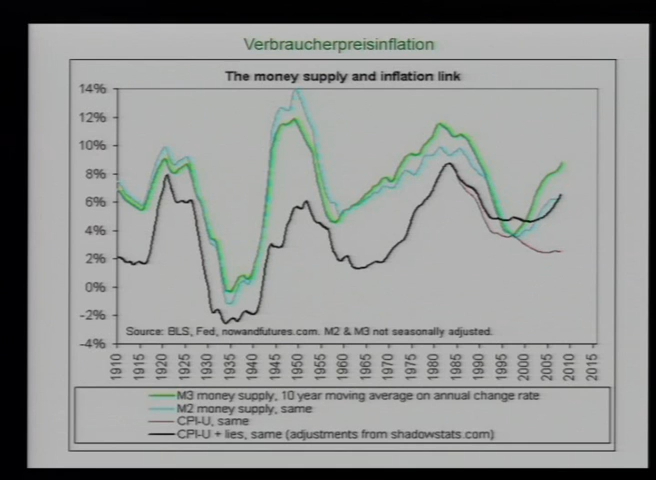 Verbraucherpreisinflation
The money supply and inflation link
14%
12%
10%
8%
6%
4%
2%
0%
-2%
-4%
Source: BLS, Fed, nowandfutures.com. M2 & M3 not seasonally adjusted.
1910 1915 1920 1925 1930 1935 1940 1945 1950 1955 1960 1965 1970 1975 1980 1985 1990 1995 2000 2005 2010 2015
M3 money supply, 10 year moving average on annual change rate
M2 money supply, same
CPI-U, same
CPI-U + lies, same (adjustments from shadowstats.com)